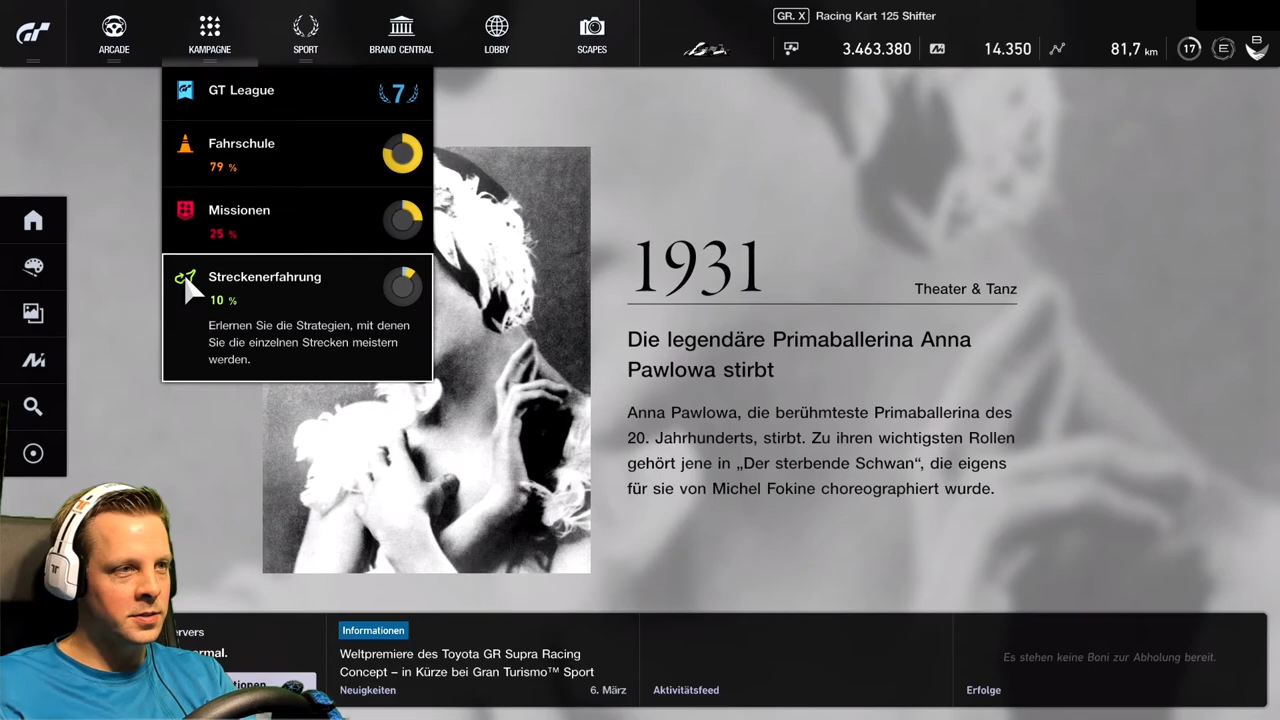 GR. X Racing Kart 125 Shifter
ARCADE
KAMPAGNE
SPORT
BRAND CENTRAL
LOBBY
SCAPES
3.463.380
14.350
81,7 km
17
E
B
GT League
7
Fahrschule
79 %
Missionen
25 %
Streckenerfahrung
10 %
Erlernen Sie die Strategien, mit denen
Sie die einzelnen Strecken meistern
werden.
1931
Theater & Tanz
Die legendäre Primaballerina Anna
Pawlowa stirbt
Anna Pawlowa, die berühmteste Primaballerina des
20. Jahrhunderts, stirbt. Zu ihren wichtigsten Rollen
gehört jene in „Der sterbende Schwan“, die eigens
für sie von Michel Fokine choreographiert wurde.
Informationen
Weltpremiere des Toyota GR Supra Racing
Concept – in Kürze bei Gran Turismo™ Sport
Neuigkeiten
6. März
Aktivitätsfeed
Es stehen keine Boni zur Abholung bereit.
Erfolge